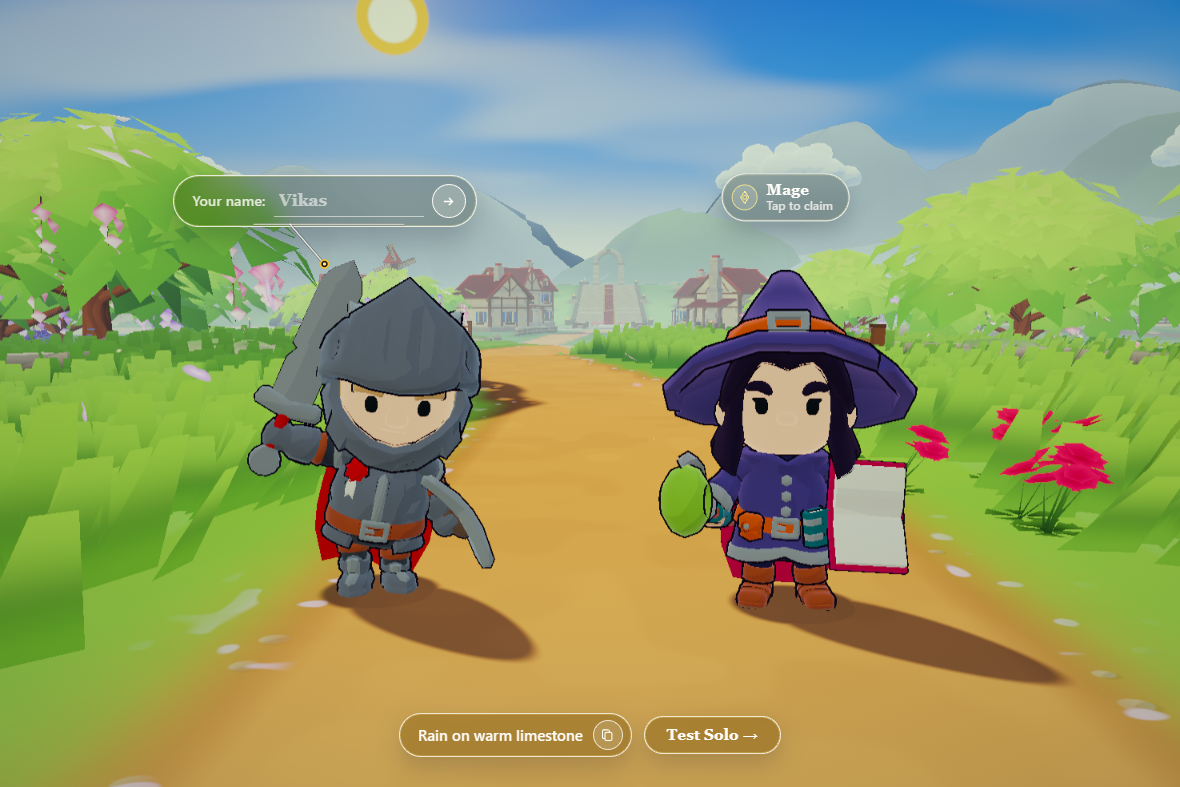 Your name: Vikas →
Mage
Tap to claim
Rain on warm limestone
Test Solo →